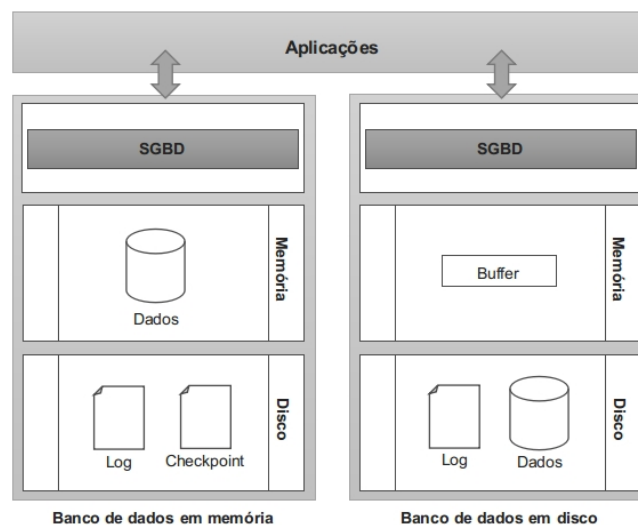 Aplicações
SGBD
Memória
Dados
Disco
Log
Checkpoint
Banco de dados em memória
SGBD
Memória
Buffer
Disco
Log
Dados
Banco de dados em disco